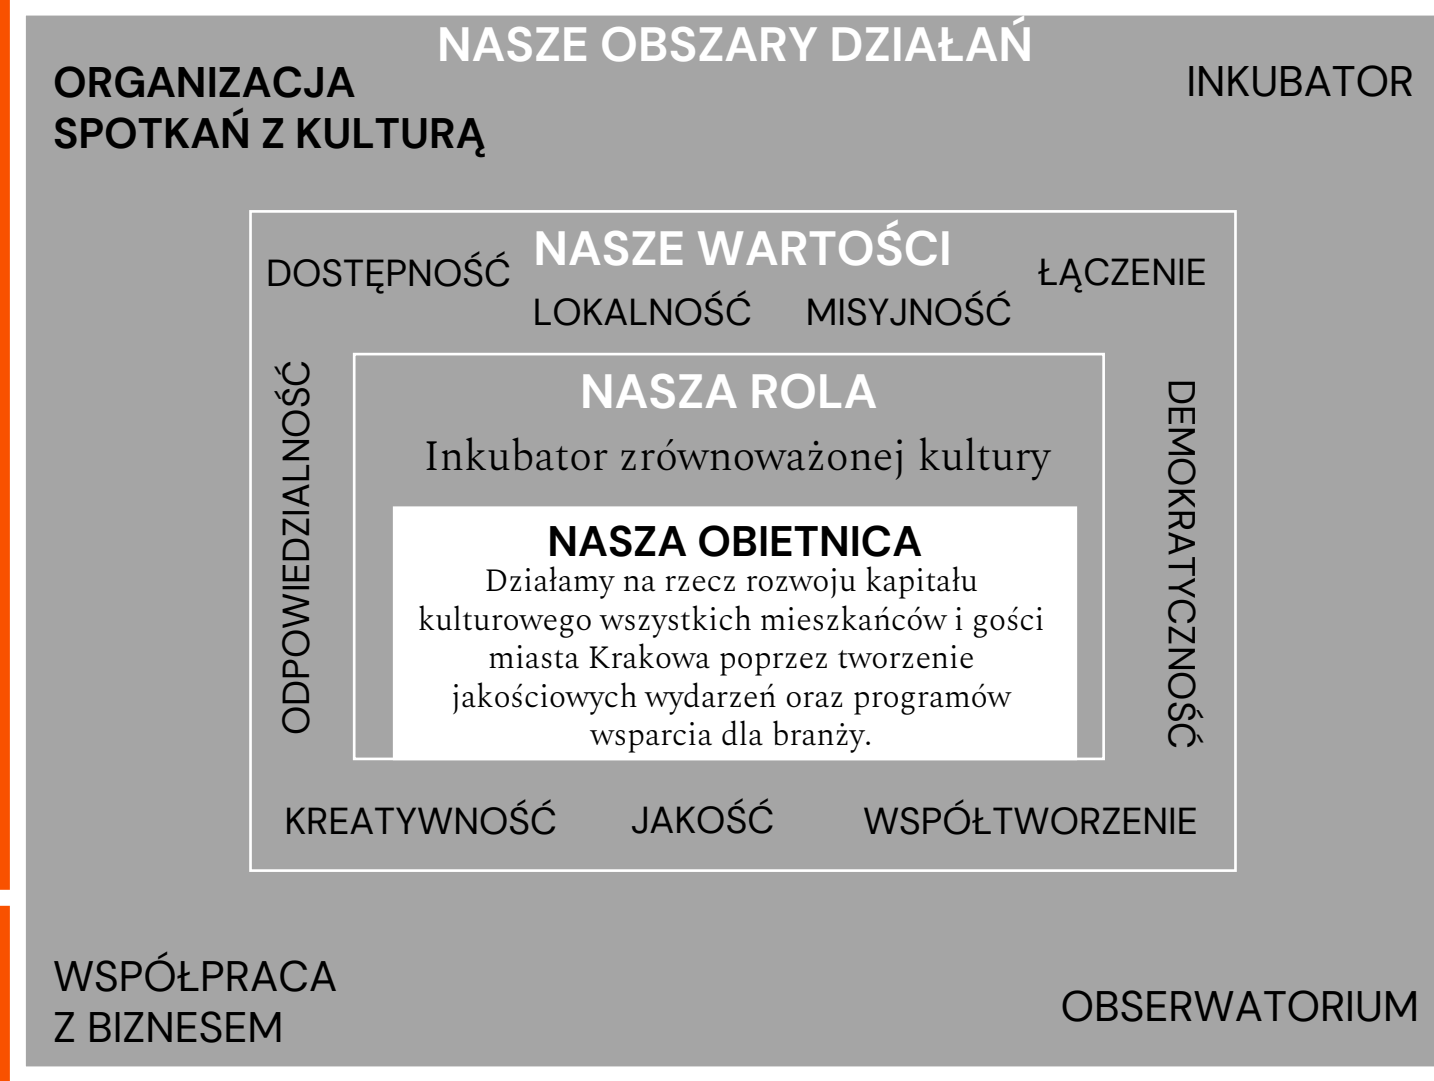 NASZE OBSZARY DZIAŁAŃ
ORGANIZACJA
SPOTKAŃ Z KULTURĄ
INKUBATOR
NASZE WARTOŚCI
DOSTĘPNOŚĆ
LOKALNOŚĆ
MISYJNOŚĆ
ŁĄCZENIE
ODPOWIEDZIALNOŚĆ
NASZA ROLA
Inkubator zrównoważonej kultury
NASZA OBIETNICA
Działamy na rzecz rozwoju kapitału
kulturowego wszystkich mieszkańców i gości
miasta Krakowa poprzez tworzenie
jakościowych wydarzeń oraz programów
wsparcia dla branży.
DEMOKRATYCZNOŚĆ
KREATYWNOŚĆ
JAKOŚĆ
WSPÓŁTWORZENIE
WSPÓŁPRACA
Z BIZNESEM
OBSERWATORIUM